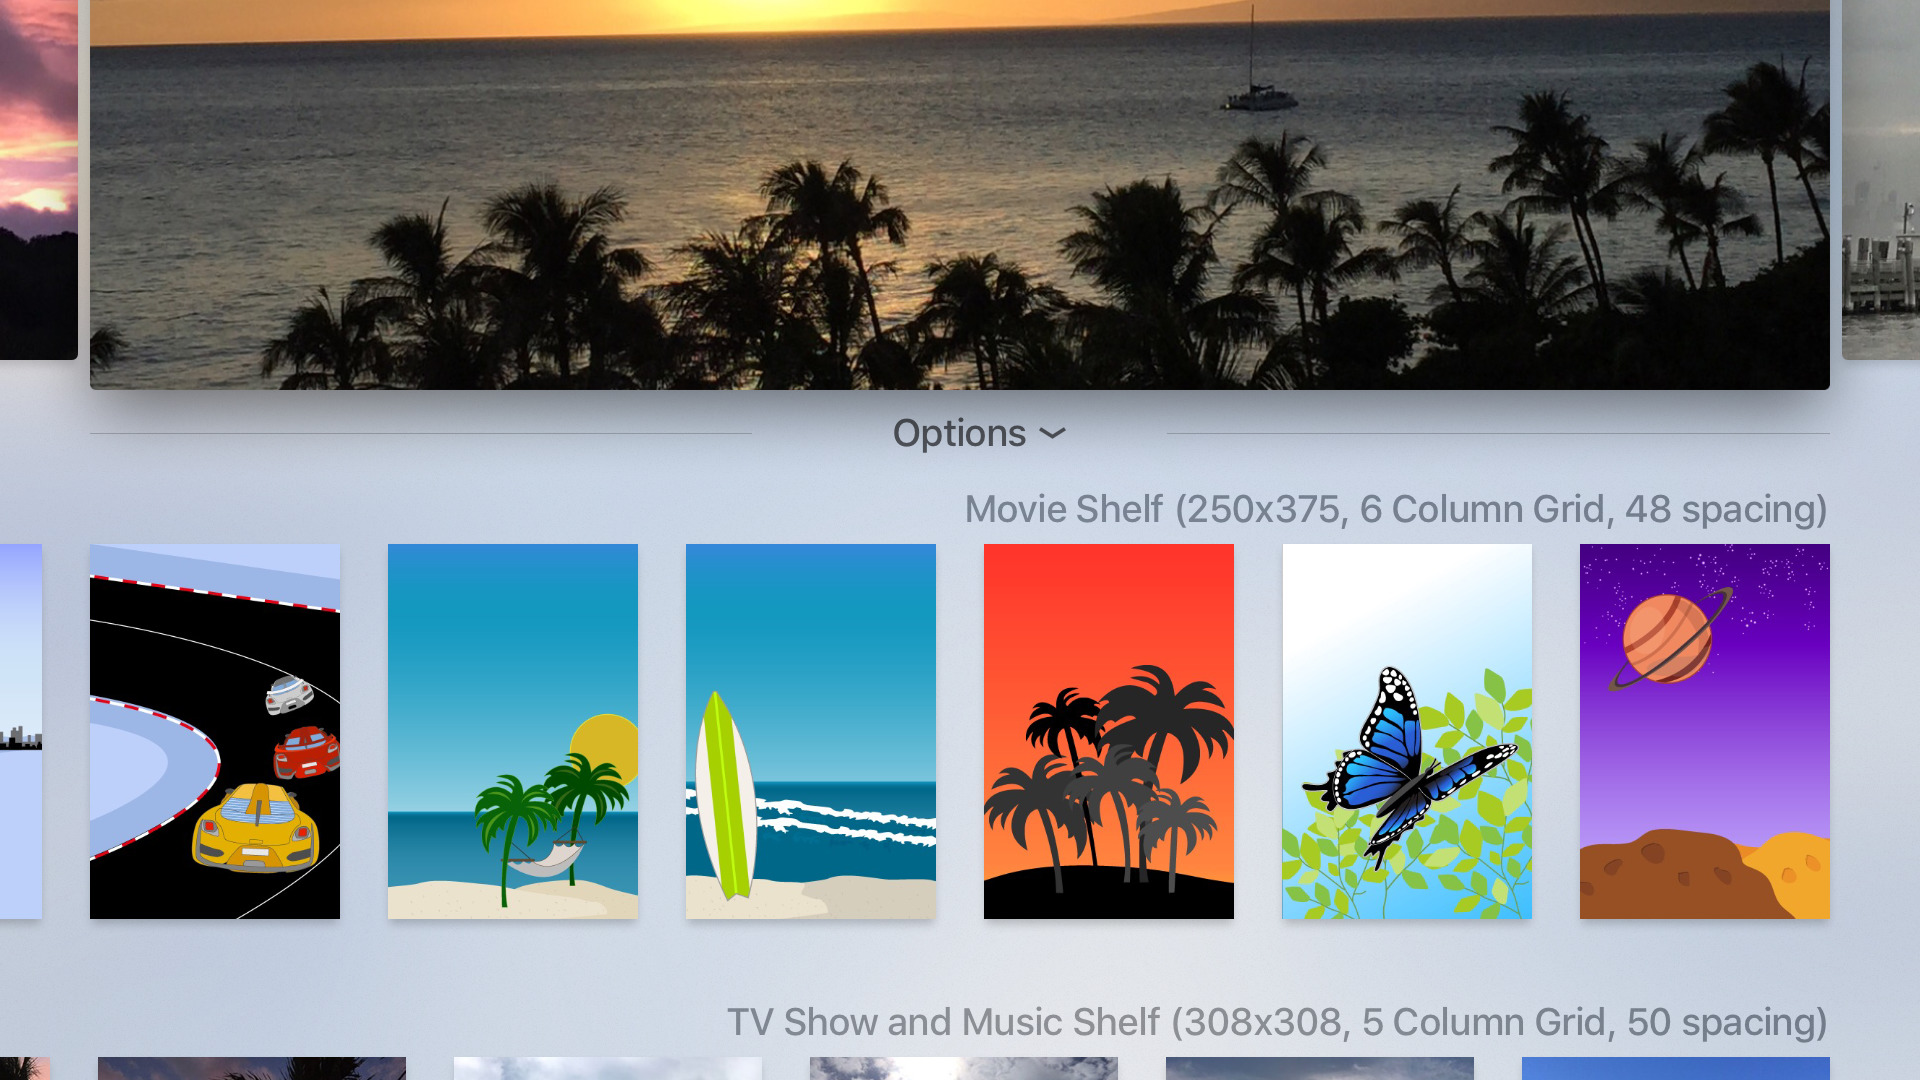 Options
Movie Shelf (250x375, 6 Column Grid, 48 spacing)
TV Show and Music Shelf (308x308, 5 Column Grid, 50 spacing)